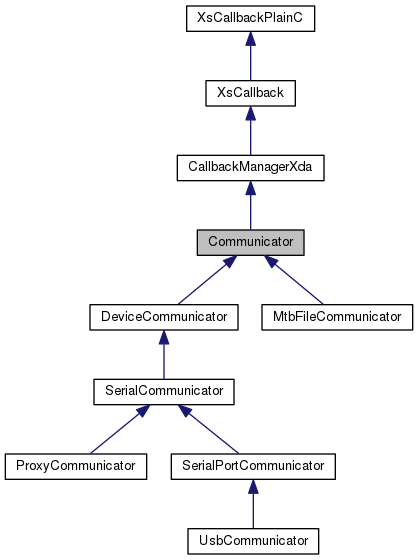 XsCallbackPlainC
XsCallback
CallbackManagerXda
Communicator
DeviceCommunicator
MtbFileCommunicator
SerialCommunicator
ProxyCommunicator
SerialPortCommunicator
UsbCommunicator